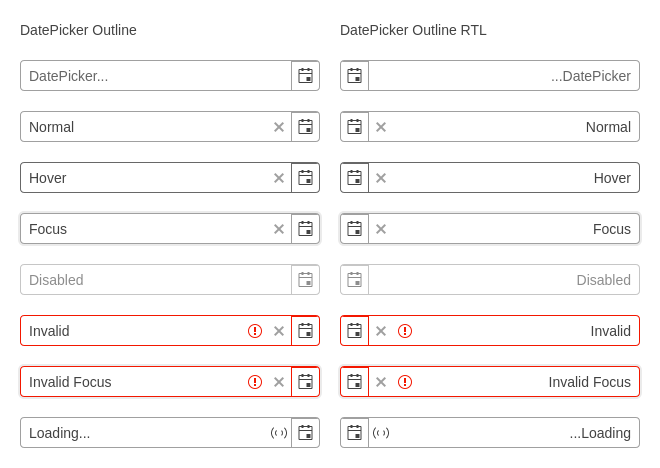 DatePicker Outline
DatePicker...
Normal
Hover
Focus
Disabled
Invalid
Invalid Focus
Loading...
DatePicker Outline RTL
...DatePicker
Normal
Hover
Focus
Disabled
Invalid
Invalid Focus
...Loading